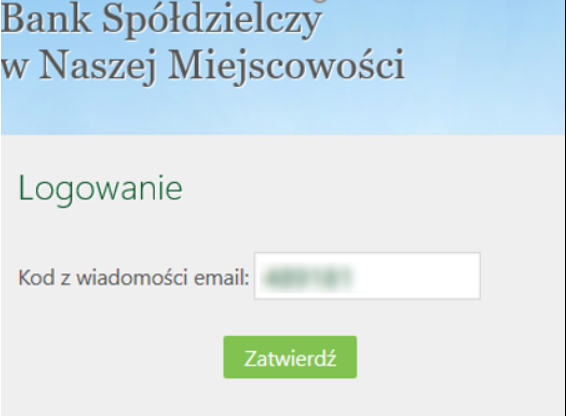 Bank Spółdzielczy
w Naszej Miejscowości
Logowanie
Kod z wiadomości email:
Zatwierdź